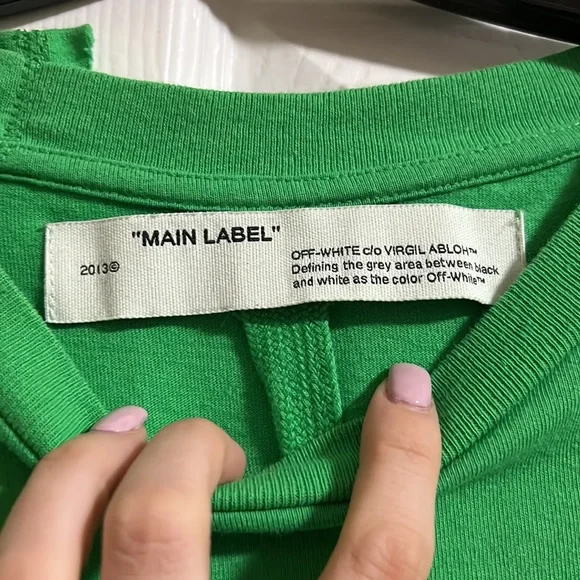 "MAIN LABEL"
2013©
OFF-WHITE c/o VIRGIL ABLOH™
Defining the grey area between black
and white as the color Off-White™